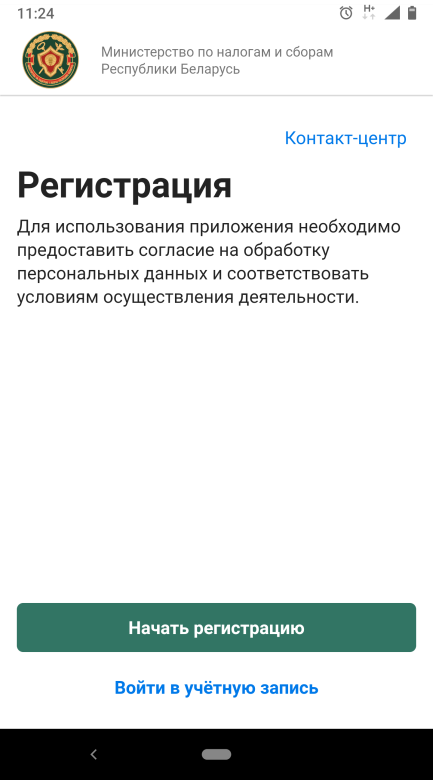 11:24
H+
Министерство по налогам и сборам
Республики Беларусь
Контакт-центр
Регистрация
Для использования приложения необходимо
предоставить согласие на обработку
персональных данных и соответствовать
условиям осуществления деятельности.
Начать регистрацию
Войти в учётную запись